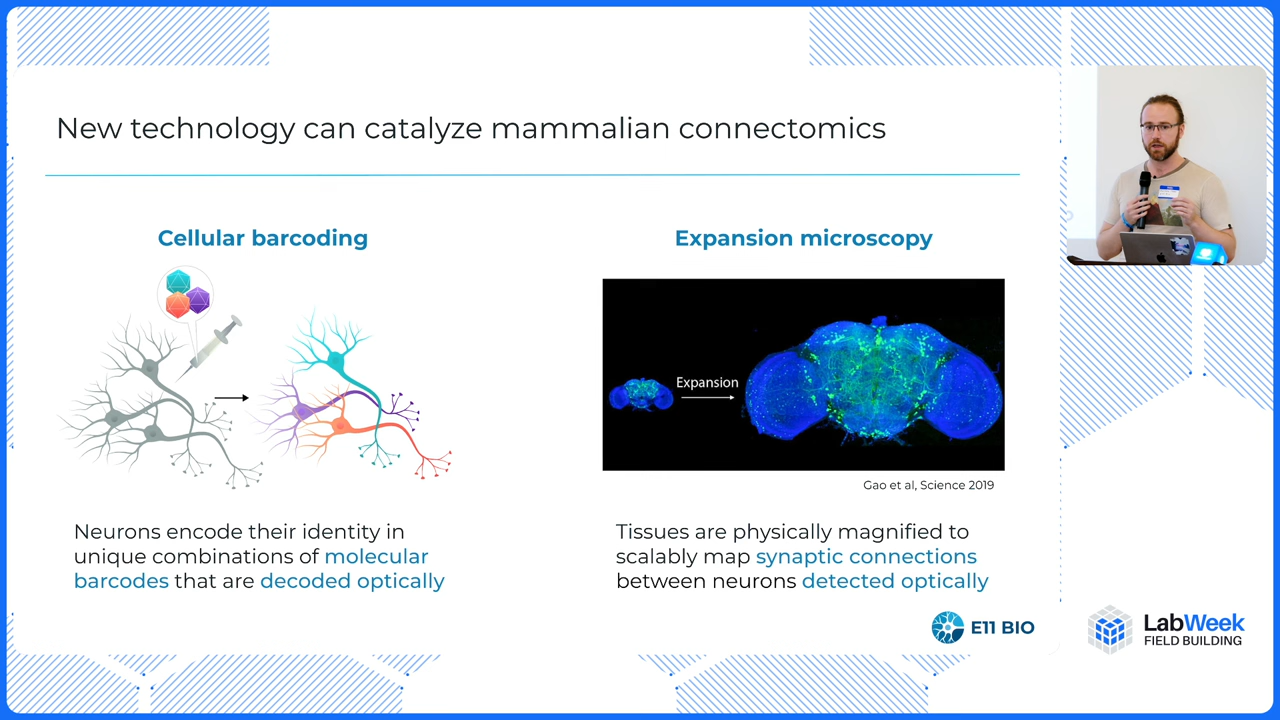 New technology can catalyze mammalian connectomics
Cellular barcoding
Neurons encode their identity in
unique combinations of molecular
barcodes that are decoded optically
Expansion microscopy
Expansion
Gao et al, Science 2019
Tissues are physically magnified to
scalably map synaptic connections
between neurons detected optically
E11 BIO
LabWeek
FIELD BUILDING